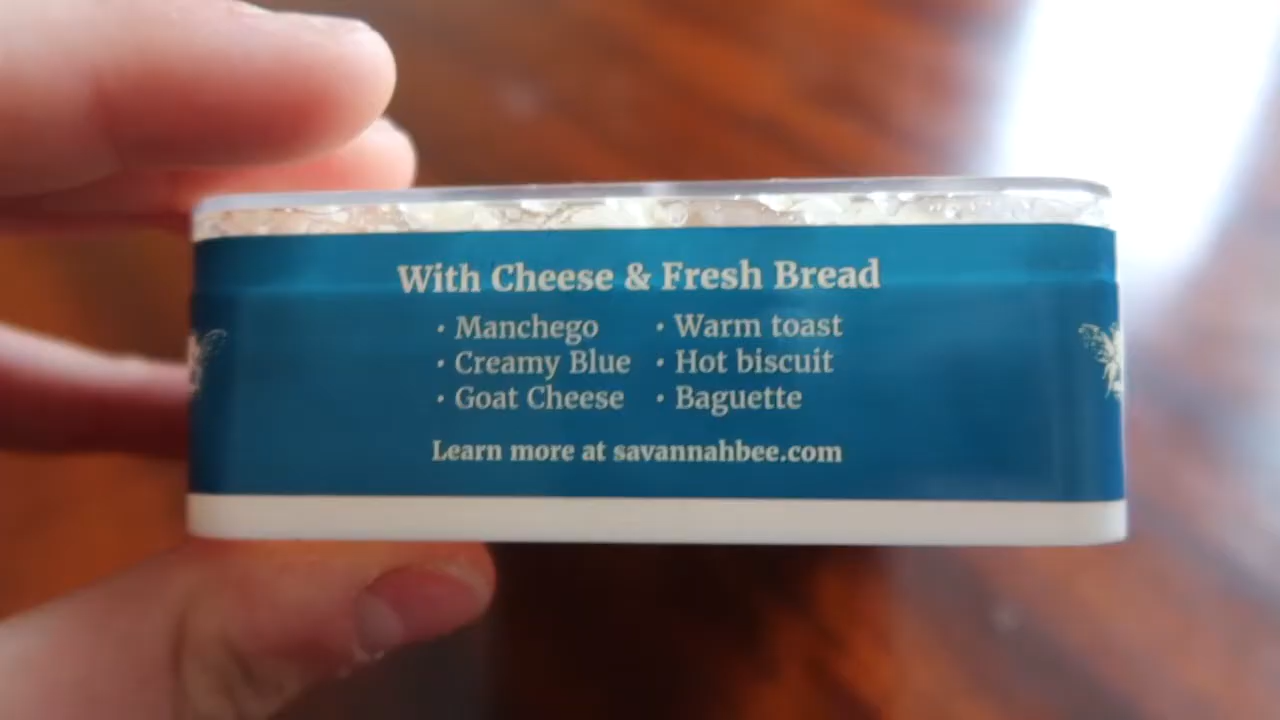 With Cheese & Fresh Bread
· Manchego · Warm toast
· Creamy Blue · Hot biscuit
· Goat Cheese · Baguette
Learn more at savannahbee.com